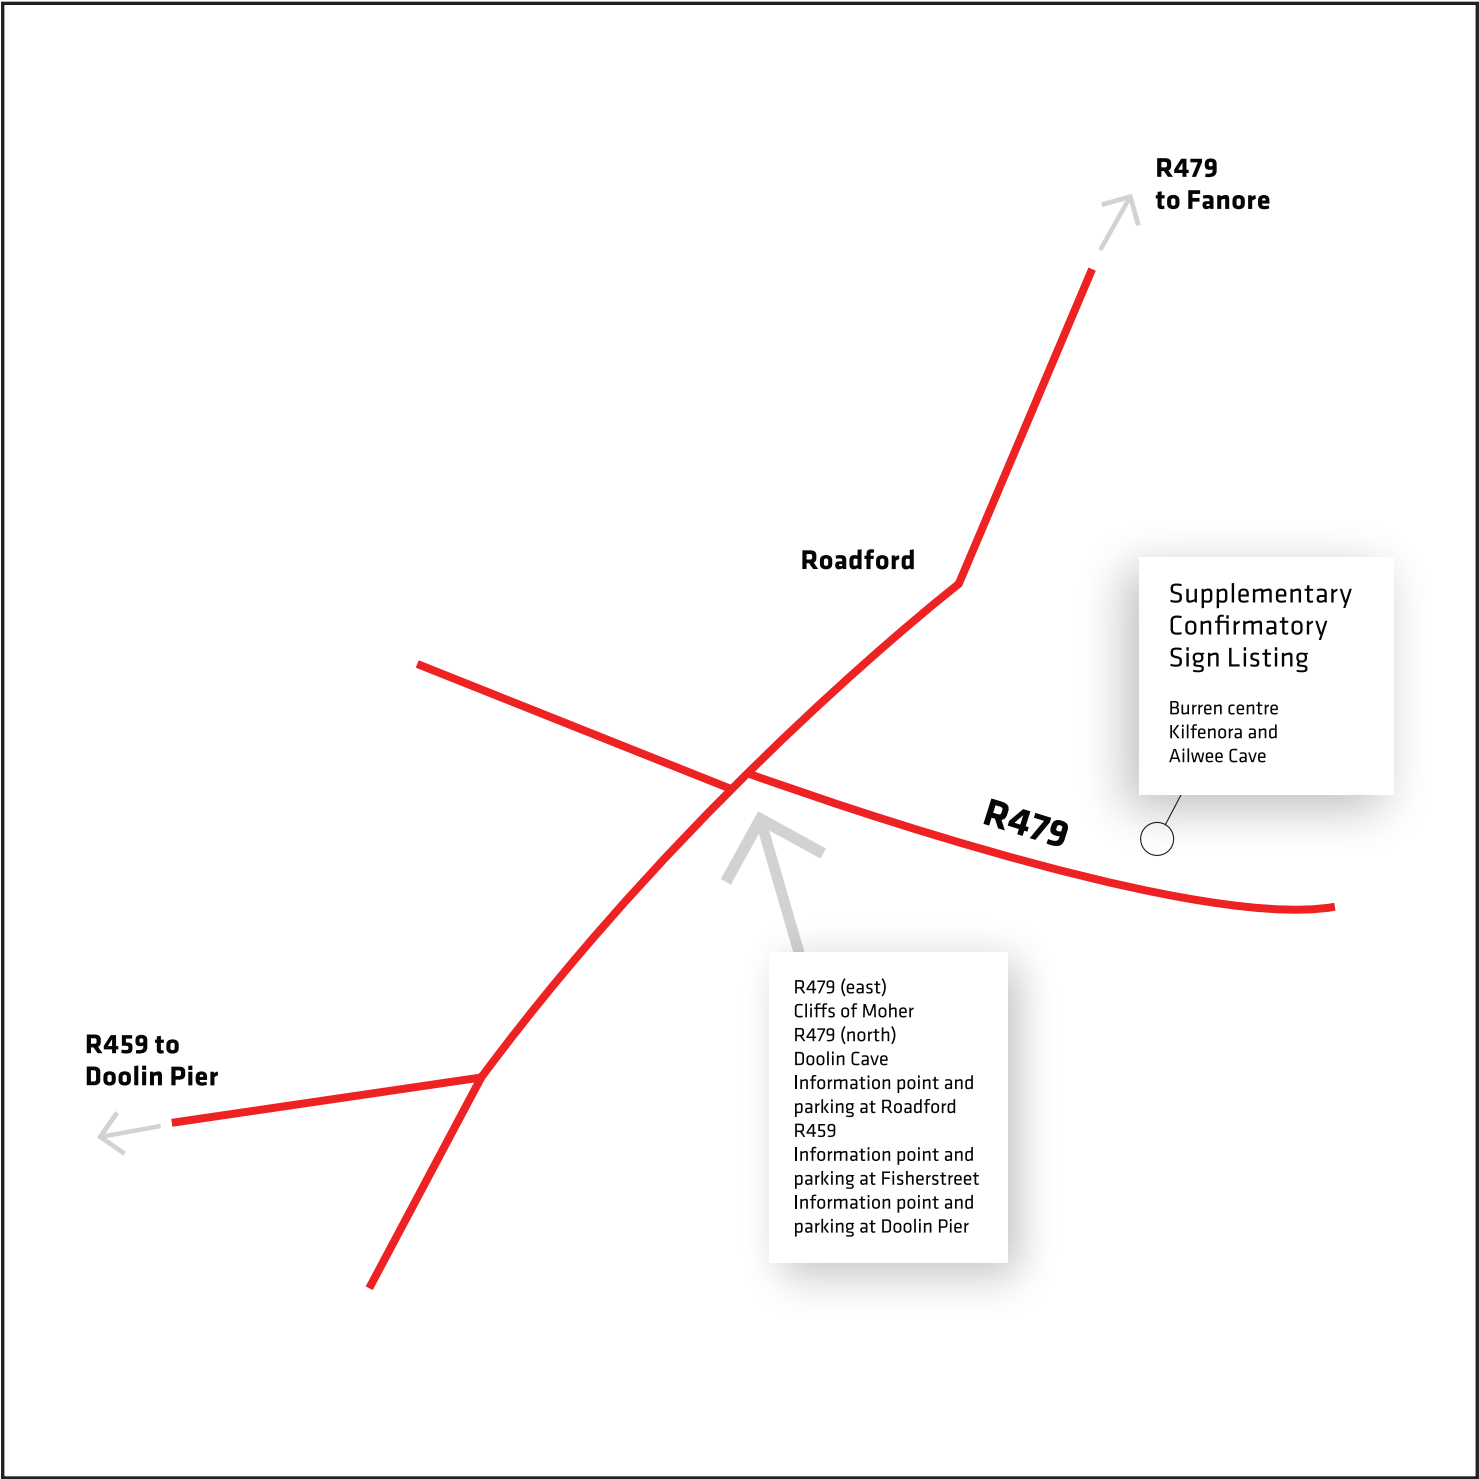 R479
to Fanore
Roadford
Supplementary
Confirmatory
Sign Listing
Burren centre
Kilfenora and
Ailwee Cave
R479
R479 (east)
Cliffs of Moher
R479 (north)
Doolin Cave
Information point and
parking at Roadford
R459
Information point and
parking at Fisherstreet
Information point and
parking at Doolin Pier
R459 to
Doolin Pier